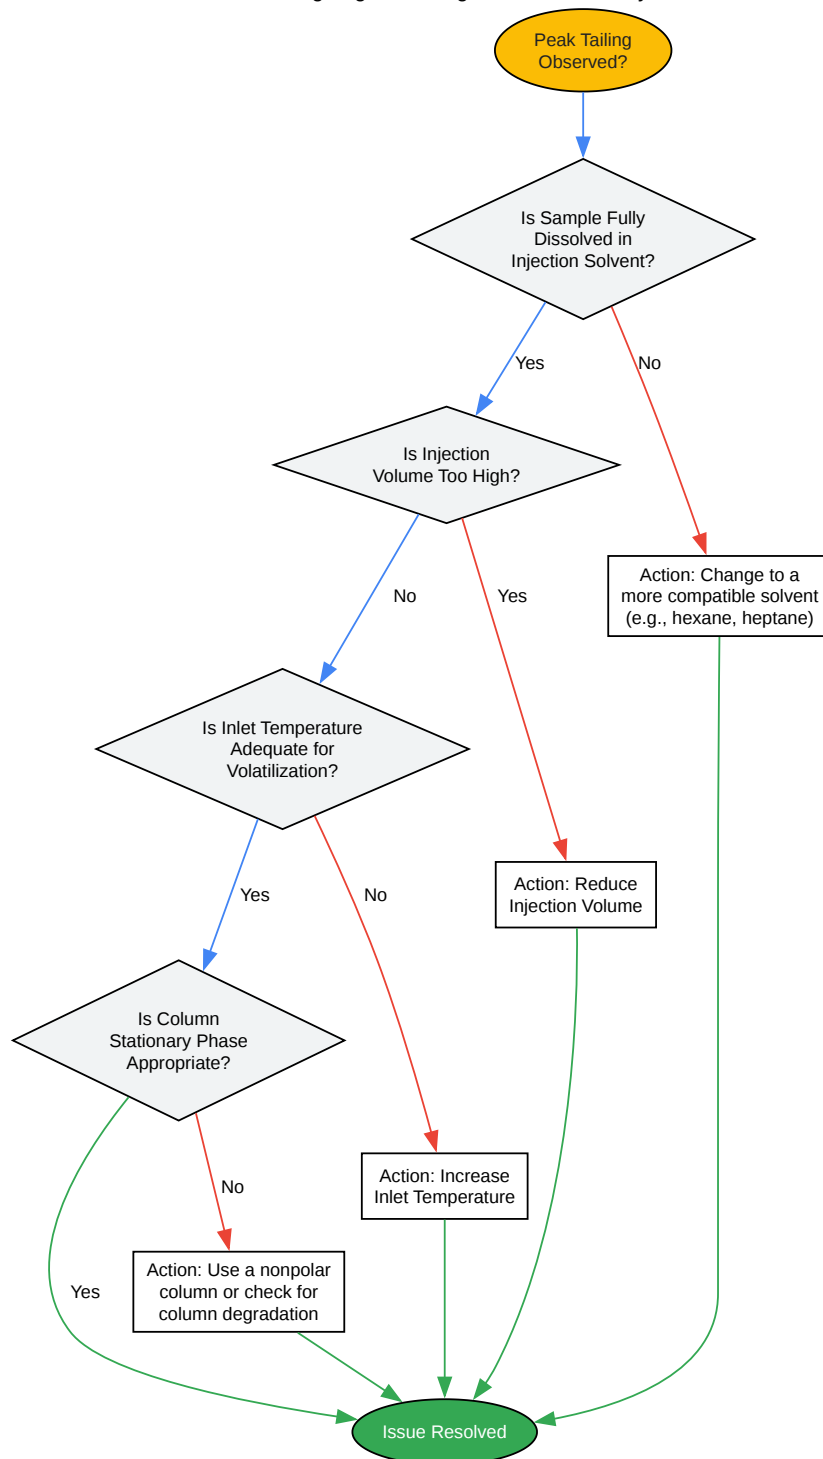 Peak Tailing
Observed?
Is Sample Fully
Dissolved in
Injection Solvent?
Yes
No
Is Injection
Volume Too High?
Action: Change to a
more compatible solvent
(e.g., hexane, heptane)
No
Yes
Is Inlet Temperature
Adequate for
Volatilization?
Action: Reduce
Injection Volume
Yes
No
Is Column
Stationary Phase
Appropriate?
Action: Increase
Inlet Temperature
No
Yes
Action: Use a nonpolar
column or check for
column degradation
Issue Resolved